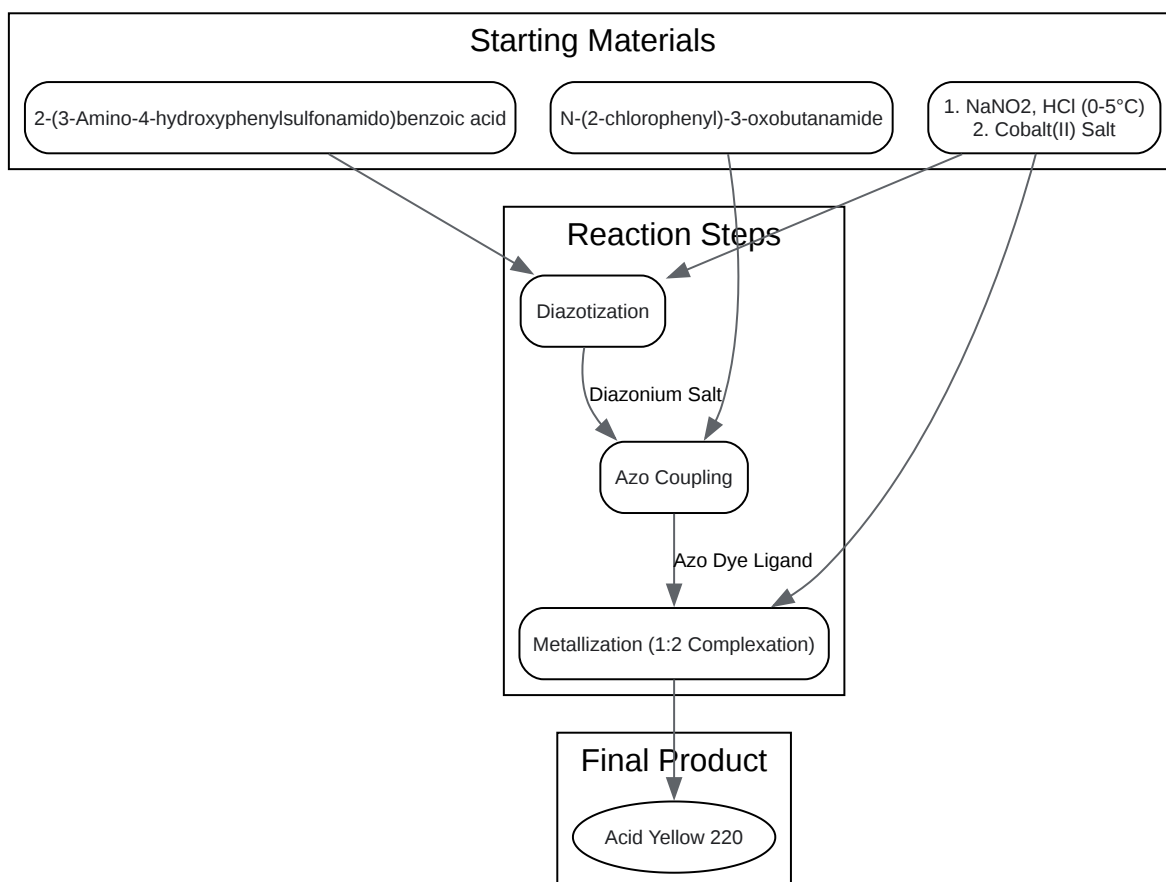 Starting Materials
2-(3-Amino-4-hydroxyphenylsulfonamido)benzoic acid
N-(2-chlorophenyl)-3-oxobutanamide
1. NaNO2, HCl (0-5°C)
2. Cobalt(II) Salt
Reaction Steps
Diazotization
Diazonium Salt
Azo Coupling
Azo Dye Ligand
Metallization (1:2 Complexation)
Final Product
Acid Yellow 220